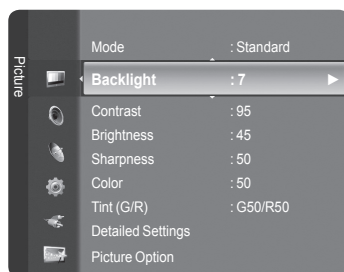 Picture
Mode : Standard
Backlight : 7
Contrast : 95
Brightness : 45
Sharpness : 50
Color : 50
Tint (G/R) : G50/R50
Detailed Settings
Picture Option